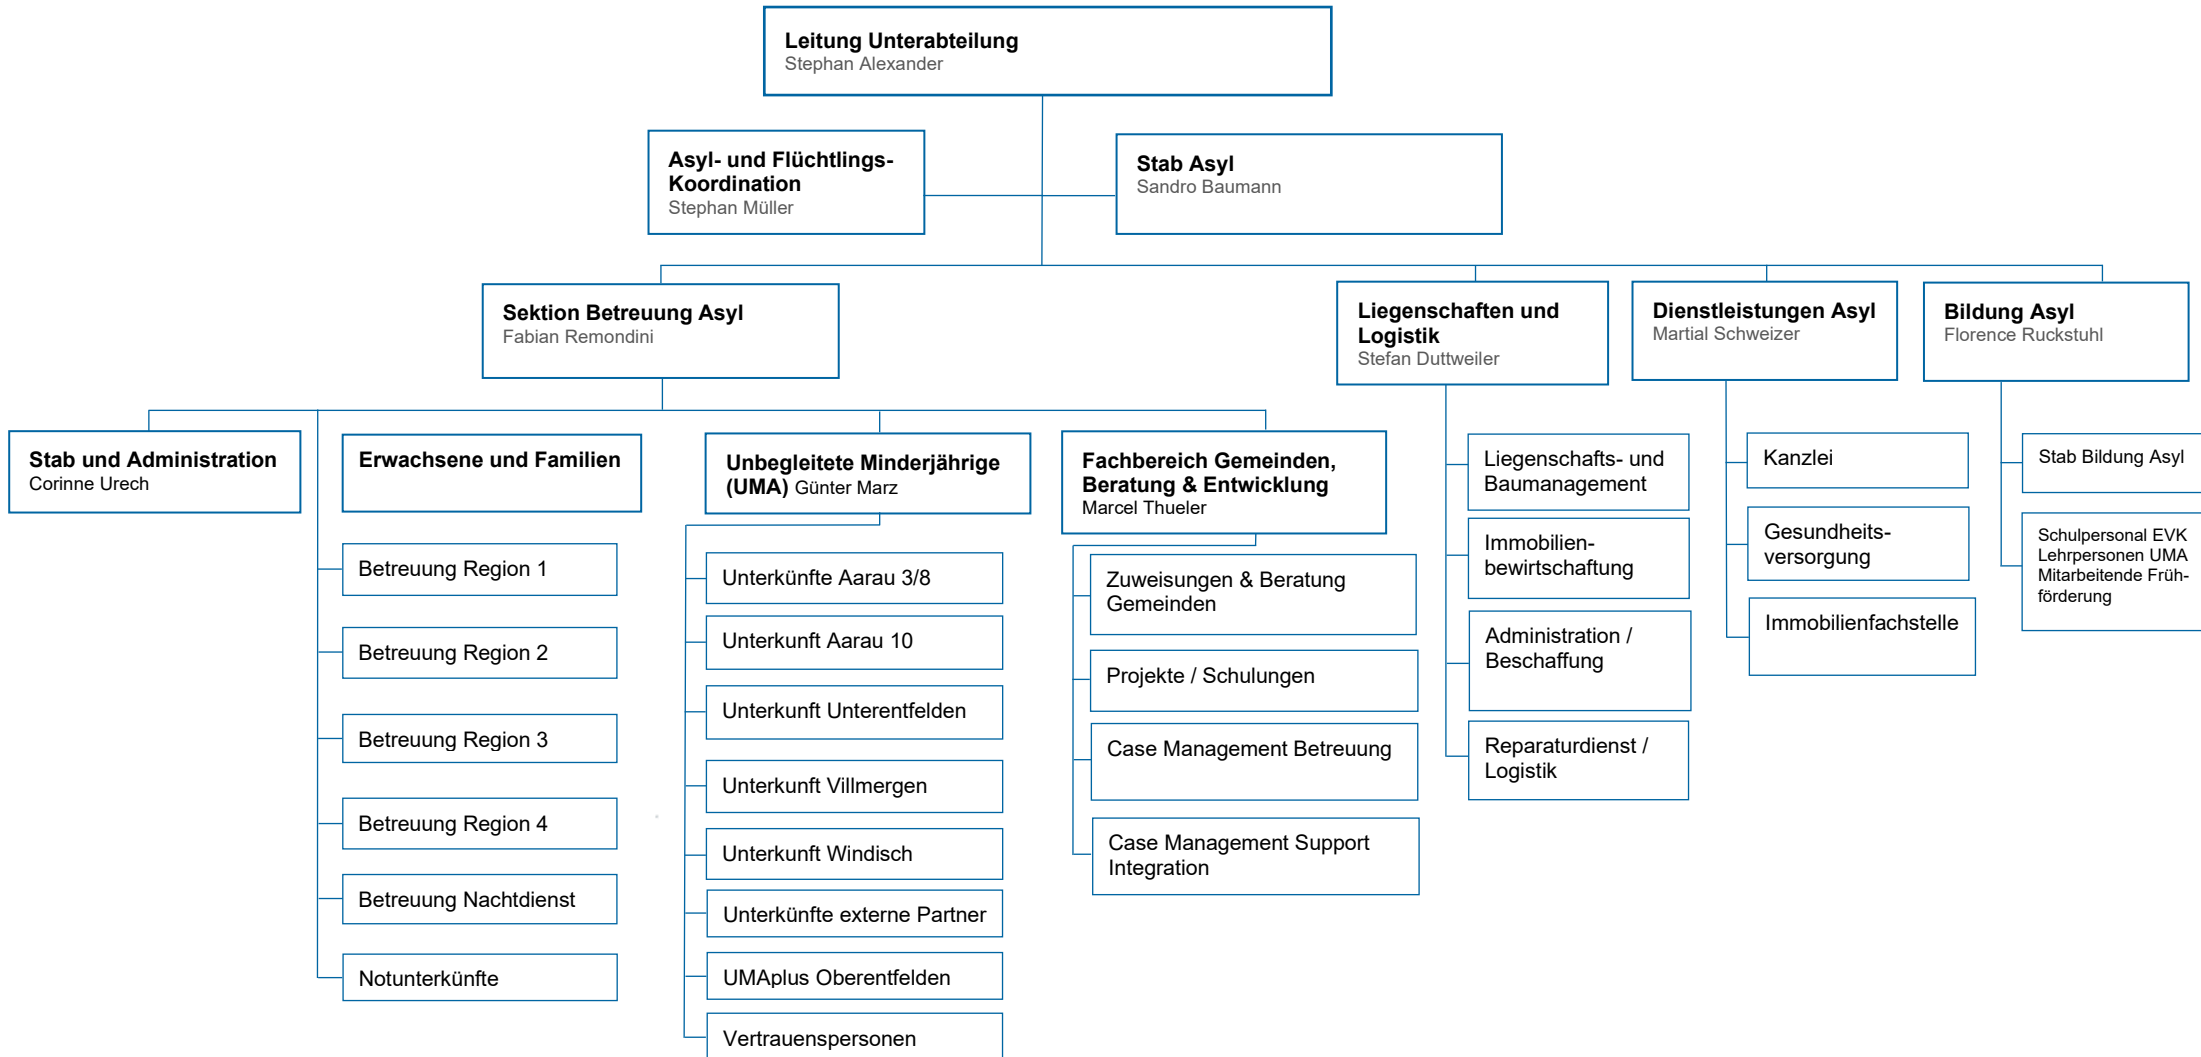 Leitung Unterabteilung
Stephan Alexander
Asyl- und Flüchtlings-
Koordination
Stephan Müller
Stab Asyl
Sandro Baumann
Sektion Betreuung Asyl
Fabian Remondini
Liegenschaften und
Logistik
Stefan Duttweiler
Dienstleistungen Asyl
Martial Schweizer
Bildung Asyl
Florence Ruckstuhl
Stab und Administration
Corinne Urech
Erwachsene und Familien
Betreuung Region 1
Betreuung Region 2
Betreuung Region 3
Betreuung Region 4
Betreuung Nachtdienst
Notunterkünfte
Unbegleitete Minderjährige
(UMA) Günter Marz
Unterkünfte Aarau 3/8
Unterkunft Aarau 10
Unterkunft Unterentfelden
Unterkunft Villmergen
Unterkunft Windisch
Unterkünfte externe Partner
UMAplus Oberentfelden
Vertrauenspersonen
Fachbereich Gemeinden,
Beratung & Entwicklung
Marcel Thueler
Zuweisungen & Beratung
Gemeinden
Projekte / Schulungen
Case Management Betreuung
Case Management Support
Integration
Liegenschafts- und
Baumanagement
Immobilien-
bewirtschaftung
Administration /
Beschaffung
Reparaturdienst /
Logistik
Kanzlei
Gesundheits-
versorgung
Immobilienfachstelle
Stab Bildung Asyl
Schulpersonal EVK
Lehrpersonen UMA
Mitarbeitende Früh-
förderung